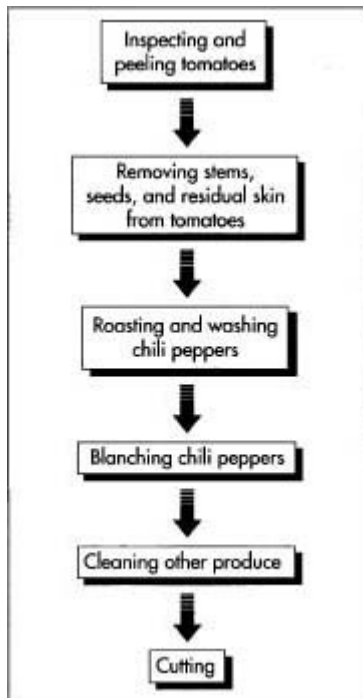 Inspecting and
peeling tomatoes
Removing stems,
seeds, and residual skin
from tomatoes
Roasting and washing
chili peppers
Blanching chili peppers
Cleaning other produce
Cutting